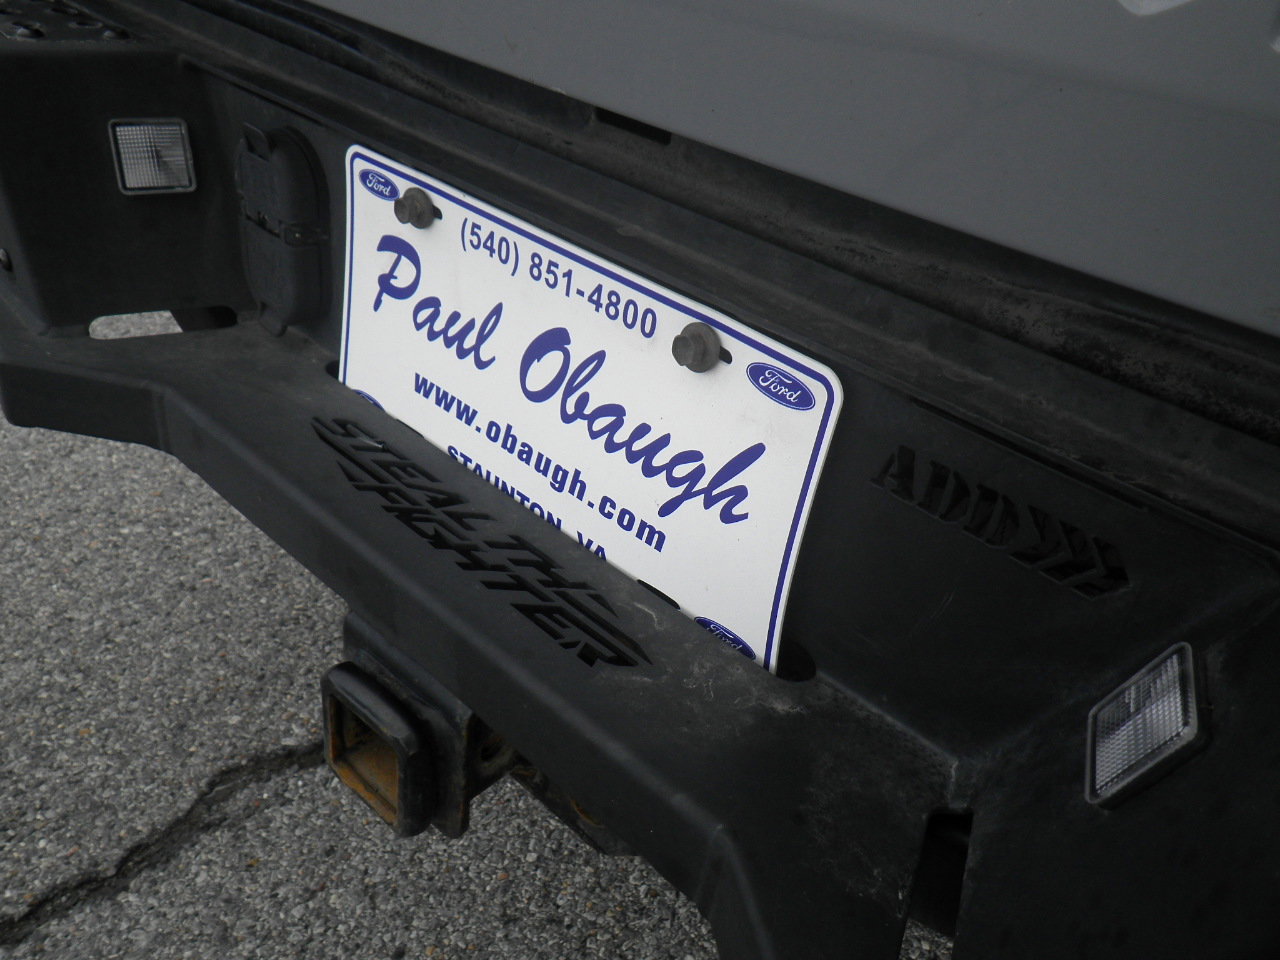 Ford
(540) 851-4800
Paul Obaugh
Ford
www.obaugh.com
STAUNTON, VA
Ford
STEALTH
FIGHTER
ADD